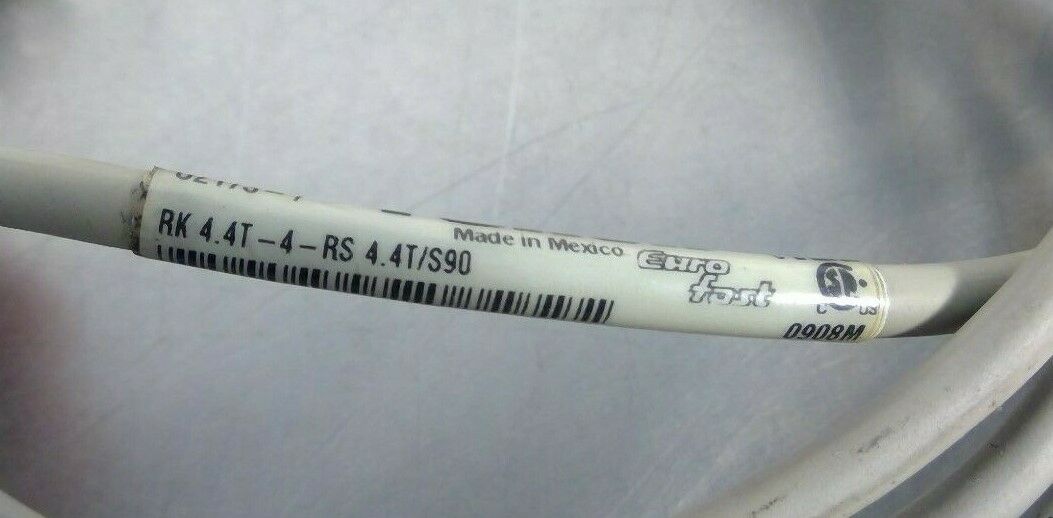 RK 4.4T-4-RS 4.4T/S90
Made in Mexico
Euro
fast
0908M